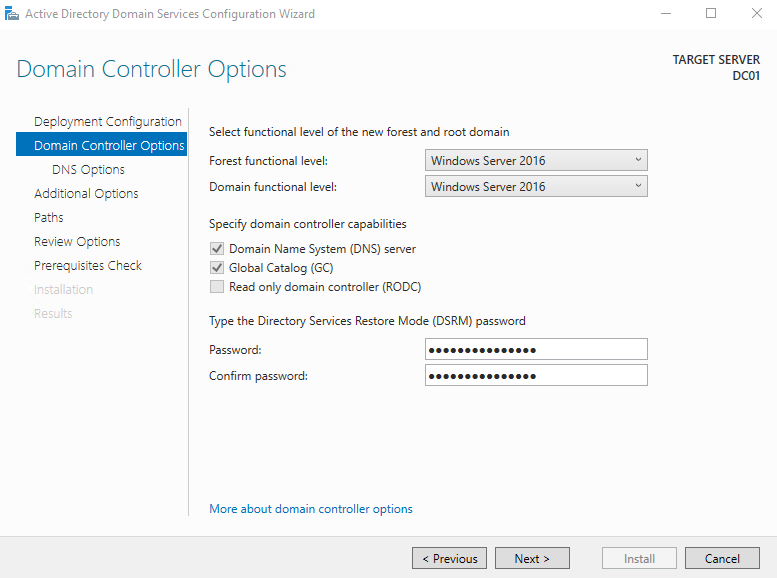 Active Directory Domain Services Configuration Wizard
Domain Controller Options
TARGET SERVER
DC01
Deployment Configuration
Domain Controller Options
DNS Options
Additional Options
Paths
Review Options
Prerequisites Check
Installation
Results
Select functional level of the new forest and root domain
Forest functional level: Windows Server 2016
Domain functional level: Windows Server 2016
Specify domain controller capabilities
Domain Name System (DNS) server
Global Catalog (GC)
Read only domain controller (RODC)
Type the Directory Services Restore Mode (DSRM) password
Password: ●●●●●●●●●●●●●●●
Confirm password: ●●●●●●●●●●●●●●●
More about domain controller options
< Previous Next > Install Cancel